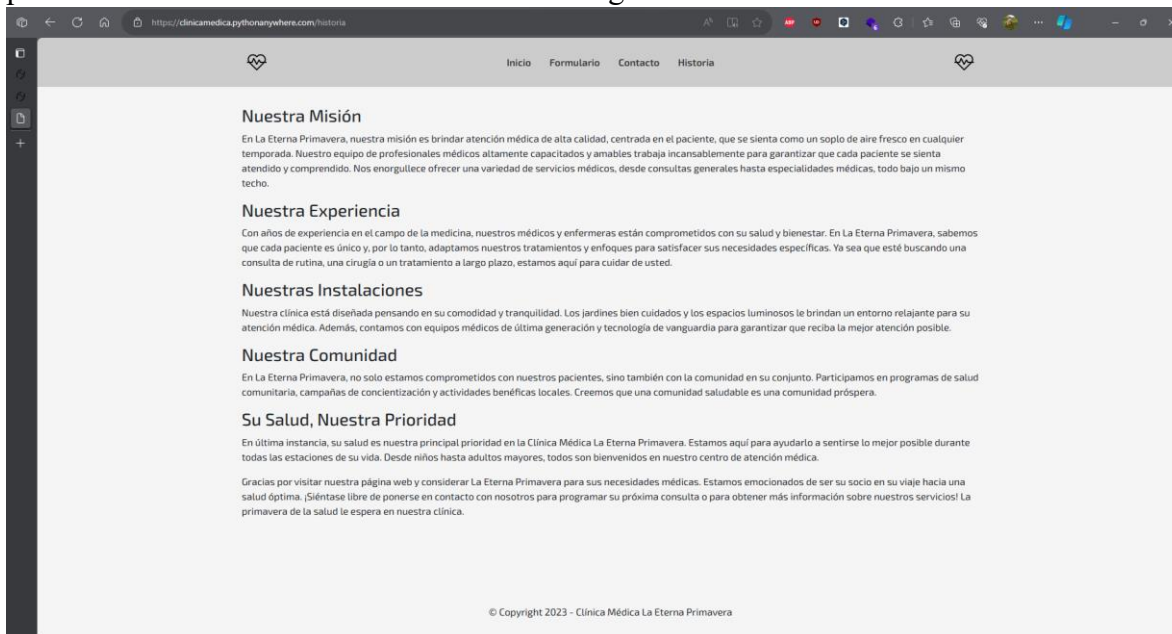 https://clinicamedica.pythonanywhere.com/historia
Inicio Formulario Contacto Historia
Nuestra Misión
En La Eterna Primavera, nuestra misión es brindar atención médica de alta calidad, centrada en el paciente, que se sienta como un soplo de aire fresco en cualquier
temporada. Nuestro equipo de profesionales médicos altamente capacitados y amables trabaja incansablemente para garantizar que cada paciente se sienta
atendido y comprendido. Nos enorgullece ofrecer una variedad de servicios médicos, desde consultas generales hasta especialidades médicas, todo bajo un mismo
techo.
Nuestra Experiencia
Con años de experiencia en el campo de la medicina, nuestros médicos y enfermeras están comprometidos con su salud y bienestar. En La Eterna Primavera, sabemos
que cada paciente es único y, por lo tanto, adaptamos nuestros tratamientos y enfoques para satisfacer sus necesidades específicas. Ya sea que esté buscando una
consulta de rutina, una cirugía o un tratamiento a largo plazo, estamos aquí para cuidar de usted.
Nuestras Instalaciones
Nuestra clínica está diseñada pensando en su comodidad y tranquilidad. Los jardines bien cuidados y los espacios luminosos le brindan un entorno relajante para su
atención médica. Además, contamos con equipos médicos de última generación y tecnología de vanguardia para garantizar que reciba la mejor atención posible.
Nuestra Comunidad
En La Eterna Primavera, no solo estamos comprometidos con nuestros pacientes, sino también con la comunidad en su conjunto. Participamos en programas de salud
comunitaria, campañas de concientización y actividades benéficas locales. Creemos que una comunidad saludable es una comunidad próspera.
Su Salud, Nuestra Prioridad
En última instancia, su salud es nuestra principal prioridad en la Clínica Médica La Eterna Primavera. Estamos aquí para ayudarlo a sentirse lo mejor posible durante
todas las estaciones de su vida. Desde niños hasta adultos mayores, todos son bienvenidos en nuestro centro de atención médica.
Gracias por visitar nuestra página web y considerar La Eterna Primavera para sus necesidades médicas. Estamos emocionados de ser su socio en su viaje hacia una
salud óptima. ¡Siéntase libre de ponerse en contacto con nosotros para programar su próxima consulta o para obtener más información sobre nuestros servicios! La
primavera de la salud le espera en nuestra clínica.
© Copyright 2023 - Clínica Médica La Eterna Primavera